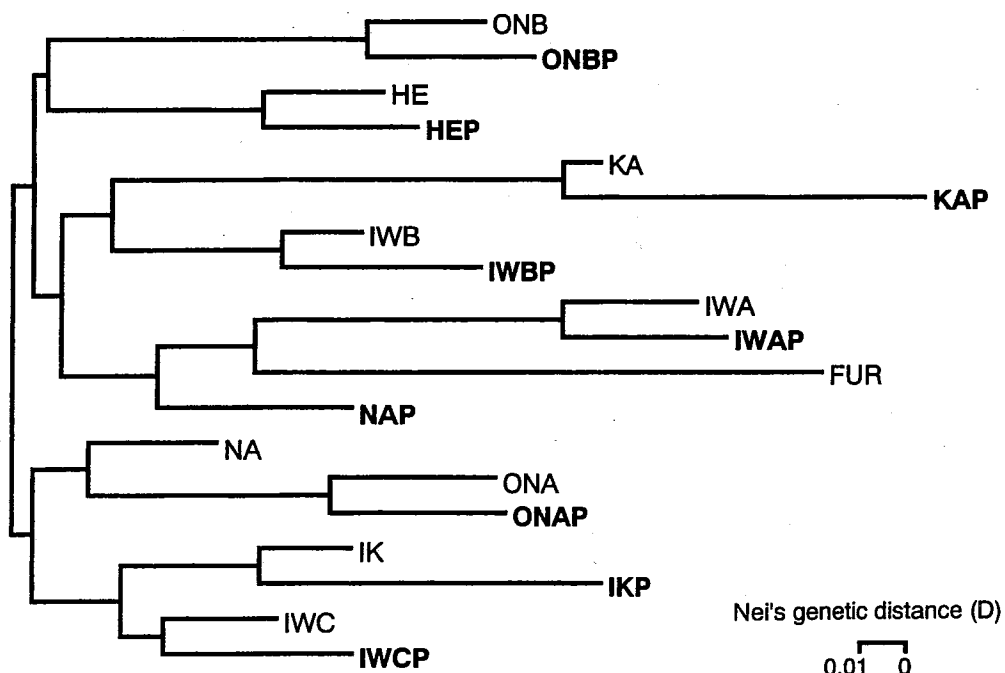 ONB
ONBP
HE
HEP
KA
KAP
IWB
IWBP
IWA
IWAP
FUR
NAP
NA
ONA
ONAP
IK
IKP
IWC
IWCP
Nei's genetic distance (D)
0.01 0